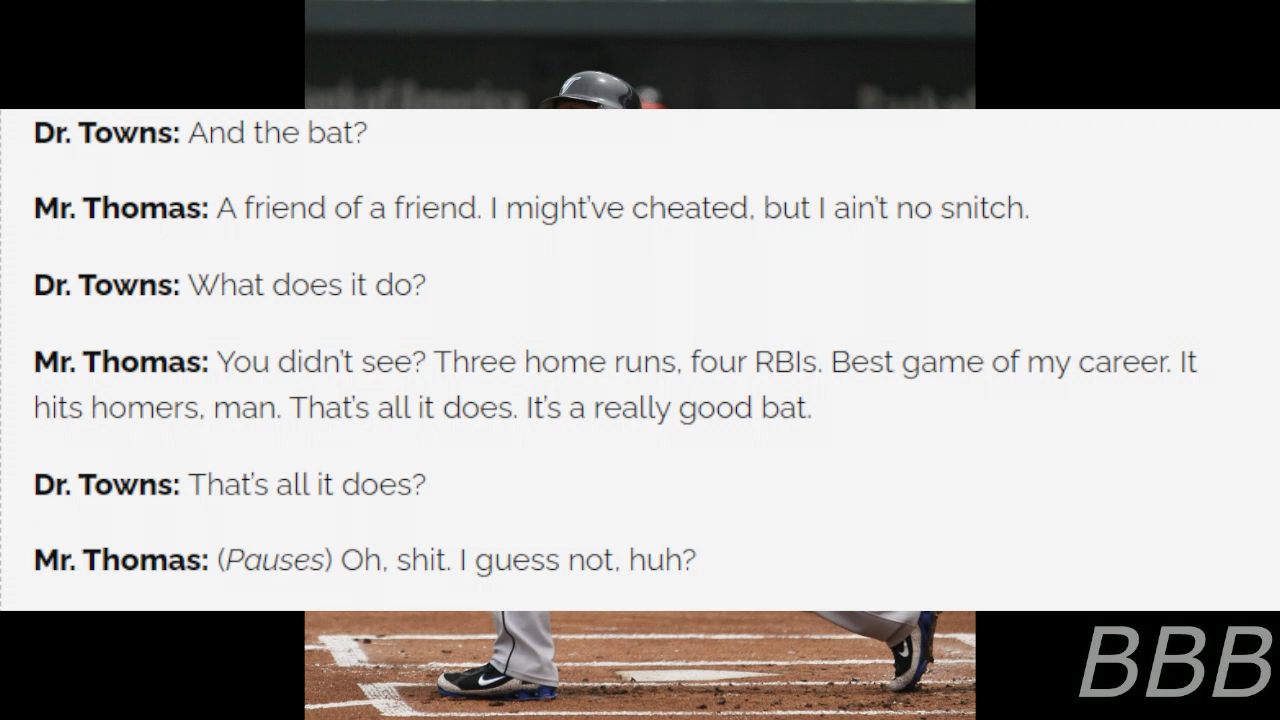 Dr. Towns: And the bat?
Mr. Thomas: A friend of a friend. I might've cheated, but I ain't no snitch.
Dr. Towns: What does it do?
Mr. Thomas: You didn't see? Three home runs, four RBIs. Best game of my career. It
hits homers, man. That's all it does. It's a really good bat.
Dr. Towns: That's all it does?
Mr. Thomas: (Pauses) Oh, shit. I guess not, huh?
BBB